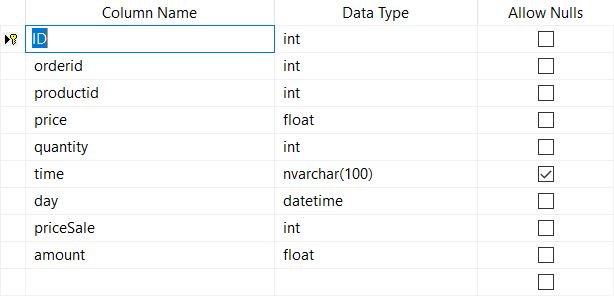 Column Name Data Type Allow Nulls
ID int
orderid int
productid int
price float
quantity int
time nvarchar(100)
day datetime
priceSale int
amount float